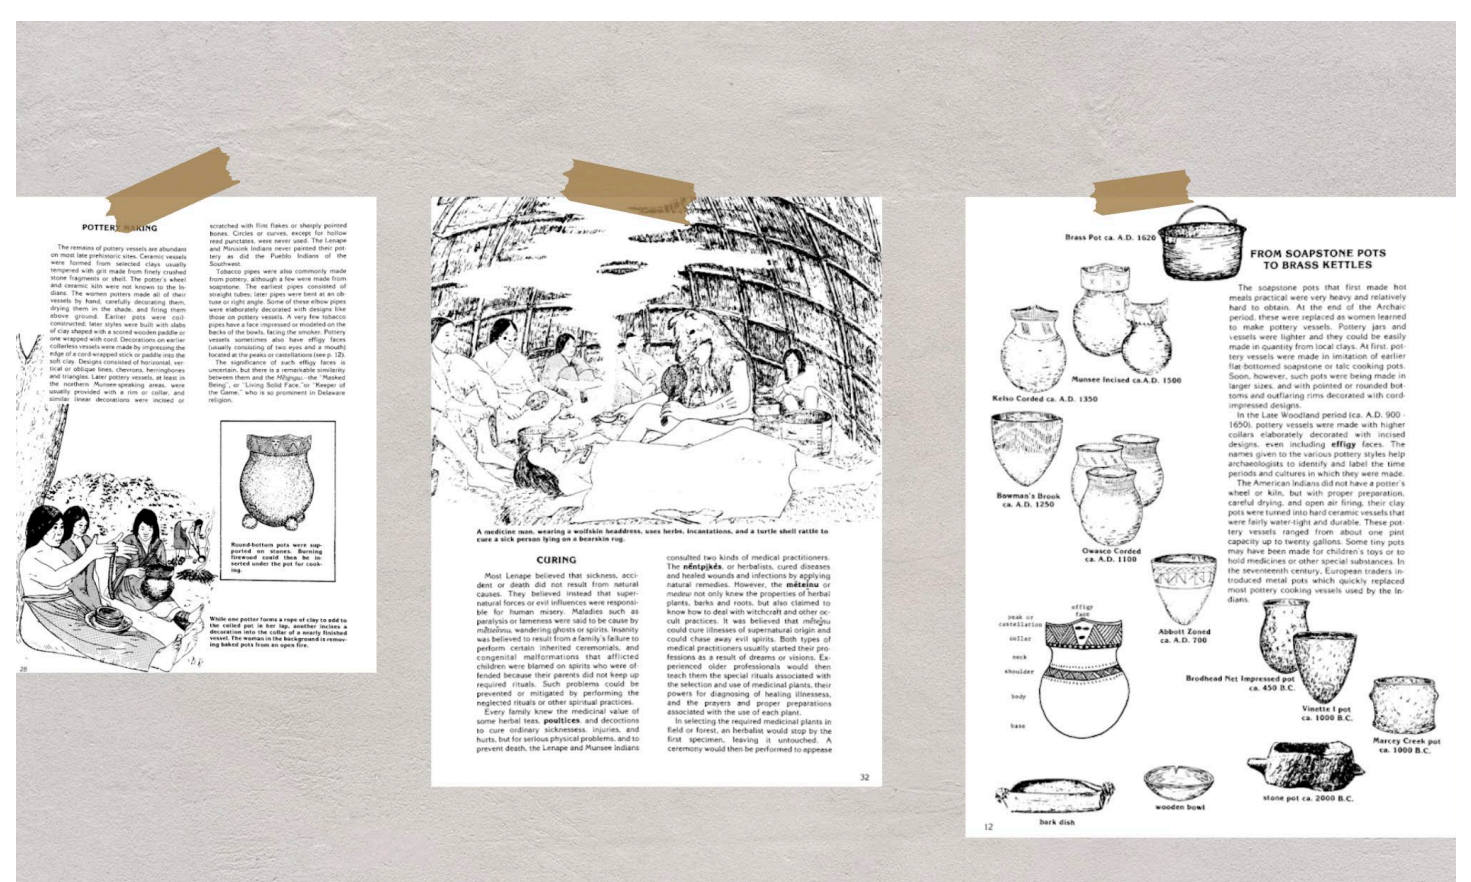 POTTERY MAKING
The remains of pottery vessels are abundant
on most late prehistoric sites. Ceramic vessels
were formed from selected clays usually
tempered with grit made from finely crushed
stone fragments or shell. The potter's wheel
and ceramic kiln were not known to the In-
dians. The women potters made all of their
vessels by hand, carefully decorating them,
drying them in the shade, and firing them
above ground. Earlier pots were coil-
constructed; later styles were built with slabs
of clay shaped with a scored wooden paddle or
one wrapped with cord. Decorations on earlier
collarless vessels were made by impressing the
edge of a cord-wrapped stick or paddle into the
soft clay. Designs consisted of horizontal, ver-
tical or oblique lines, chevrons, herringbones
and triangles. Later pottery vessels, at least in
the northern Munsee-speaking areas, were
usually provided with a rim or collar, and
similar linear decorations were incised or
scratched with flint flakes or sharply pointed
bones. Circles or curves, except for hollow
reed punctates, were never used. The Lenape
and Minisink Indians never painted their pot-
tery as did the Pueblo Indians of the
Southwest.
Tobacco pipes were also commonly made
from pottery, although a few were made from
soapstone. The earliest pipes consisted of
straight tubes; later pipes were bent at an ob-
tuse or right angle. Some of these elbow pipes
were elaborately decorated with designs like
those on pottery vessels. A very few tobacco
pipes have a face impressed or modeled on the
backs of the bowls, facing the smoker. Pottery
vessels sometimes also have effigy faces
(usually consisting of two eyes and a mouth)
located at the peaks or castellations (see p. 12).
The significance of such effigy faces is
uncertain, but there is a remarkable similarity
between them and the the "Masked
Being", or "Living Solid Face," or "Keeper of
the Game," who is so prominent in Delaware
religion.
Round-bottom pots were sup-
ported on stones. Burning
firewood could then be in-
serted under the pot for cook-
ing.
While one potter forms a rope of clay to add to
the coiled pot in her lap, another incises a
decoration into the collar of a nearly finished
vessel. The woman in the background is remov-
ing baked pots from an open fire.
28
A medicine man, wearing a wolfskin headdress, uses herbs, incantations, and a turtle shell rattle to
cure a sick person lying on a bearskin rug.
CURING
Most Lenape believed that sickness, acci-
dent or death did not result from natural
causes. They believed instead that super-
natural forces or evil influences were responsi-
ble for human misery. Maladies such as
paralysis or lameness were said to be cause by
wandering ghosts or spirits. Insanity
was believed to result from a family's failure to
perform certain inherited ceremonials, and
congenital malformations that afflicted
children were blamed on spirits who were of-
fended because their parents did not keep up
required rituals. Such problems could be
prevented or mitigated by performing the
neglected rituals or other spiritual practices.
Every family knew the medicinal value of
some herbal teas, poultices, and decoctions
to cure ordinary sicknesses, injuries, and
hurts, but for serious physical problems, and to
prevent death, the Lenape and Munsee Indians
consulted two kinds of medical practitioners.
The nĕntpįkĕs, or herbalists, cured diseases
and healed wounds and infections by applying
natural remedies. However, the mĕteinu or
medeu not only knew the properties of herbal
plants, barks and roots, but also claimed to
know how to deal with witchcraft and other oc-
cult practices. It was believed that
could cure illnesses of supernatural origin and
could chase away evil spirits. Both types of
medical practitioners usually started their pro-
fessions as a result of dreams or visions. Ex-
perienced older professionals would then
teach them the special rituals associated with
the selection and use of medicinal plants, their
powers for diagnosing of healing illnesses,
and the prayers and proper preparations
associated with the use of each plant.
In selecting the required medicinal plants in
field or forest, an herbalist would stop by the
first specimen, leaving it untouched. A
ceremony would then be performed to appease
32
Brass Pot ca. A.D. 1620
FROM SOAPSTONE POTS
TO BRASS KETTLES
The soapstone pots that first made hot
meals practical were very heavy and relatively
hard to obtain. At the end of the Archaic
period, these were replaced as women learned
to make pottery vessels. Pottery jars and
vessels were lighter and they could be easily
made in quantity from local clays. At first, pot-
tery vessels were made in imitation of earlier
flat-bottomed soapstone or talc cooking pots.
Soon, however, such pots were being made in
larger sizes, and with pointed or rounded bot-
toms and outflaring rims decorated with cord-
impressed designs.
In the Late Woodland period (ca. A.D. 900 -
1650), pottery vessels were made with higher
collars elaborately decorated with incised
designs, even including effigy faces. The
names given to the various pottery styles help
archaeologists to identify and label the time
periods and cultures in which they were made.
The American Indians did not have a potter's
wheel or kiln, but with proper preparation,
careful drying, and open air firing, their clay
pots were turned into hard ceramic vessels that
were fairly water-tight and durable. These pot-
tery vessels ranged from about one pint
capacity up to twenty gallons. Some tiny pots
may have been made for children's toys or to
hold medicines or other special substances. In
the seventeenth century, European traders in-
troduced metal pots which quickly replaced
most pottery cooking vessels used by the In-
dians.
Munsee Incised ca.A.D. 1500
Kelso Corded ca. A.D. 1350
Bowman's Brook
ca. A.D. 1250
Owasco Corded
ca. A.D. 1100
Abbott Zoned
ca. A.D. 700
effigy
face
peak or
castellation
collar
neck
shoulder
body
base
Brodhead Net Impressed pot
ca. 450 B.C.
Vinette I pot
ca. 1000 B.C.
Marcey Creek pot
ca. 1000 B.C.
stone pot ca. 2000 B.C.
wooden bowl
bark dish
12